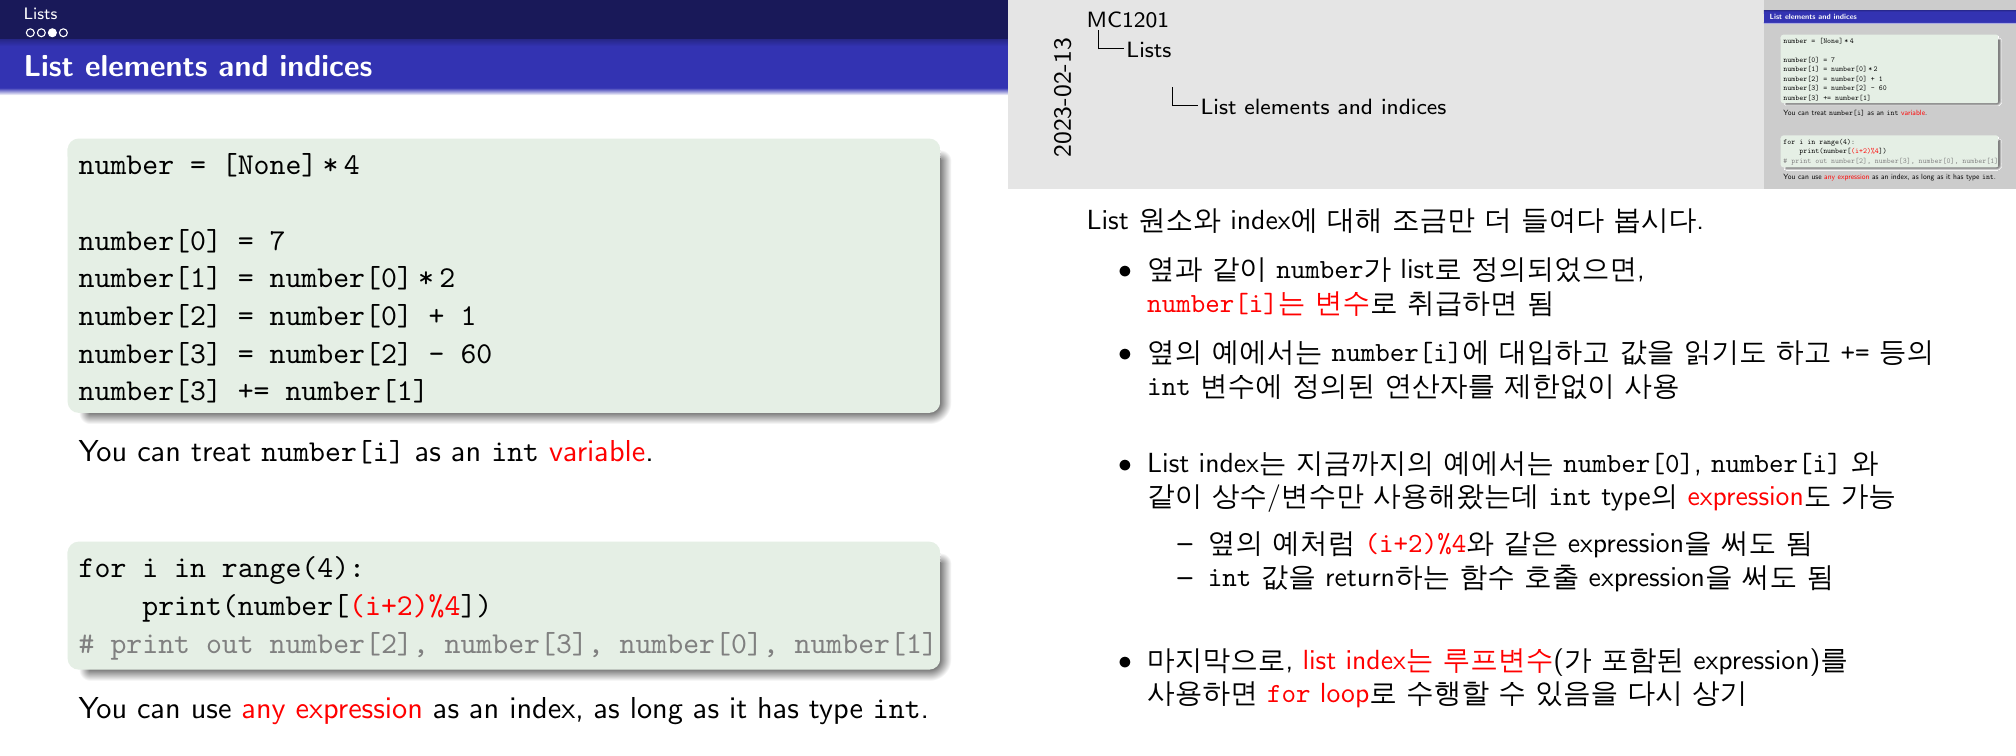 Lists
List elements and indices
number = [None]*4
number[0] = 7
number[1] = number[0]*2
number[2] = number[0] + 1
number[3] = number[2] - 60
number[3] += number[1]
You can treat number[i] as an int variable.
for i in range(4):
    print(number[(i+2)%4])
# print out number[2], number[3], number[0], number[1]
You can use any expression as an index, as long as it has type int.
2023-02-13
MC1201
Lists
List elements and indices
List elements and indices
number = [None]*4
number[0] = 7
number[1] = number[0]*2
number[2] = number[0] + 1
number[3] = number[2] - 60
number[3] += number[1]
You can treat number[i] as an int variable.
for i in range(4):
    print(number[(i+2)%4])
# print out number[2], number[3], number[0], number[1]
You can use any expression as an index, as long as it has type int.
List 원소와 index에 대해 조금만 더 들여다 봅시다.
• 옆과 같이 number가 list로 정의되었으면,
number[i]는 변수로 취급하면 됨
• 옆의 예에서는 number[i]에 대입하고 값을 읽기도 하고 += 등의
int 변수에 정의된 연산자를 제한없이 사용
• List index는 지금까지의 예에서는 number[0], number[i] 와
같이 상수/변수만 사용해왔는데 int type의 expression도 가능
– 옆의 예처럼 (i+2)%4와 같은 expression을 써도 됨
– int 값을 return하는 함수 호출 expression을 써도 됨
• 마지막으로, list index는 루프변수(가 포함된 expression)를
사용하면 for loop로 수행할 수 있음을 다시 상기